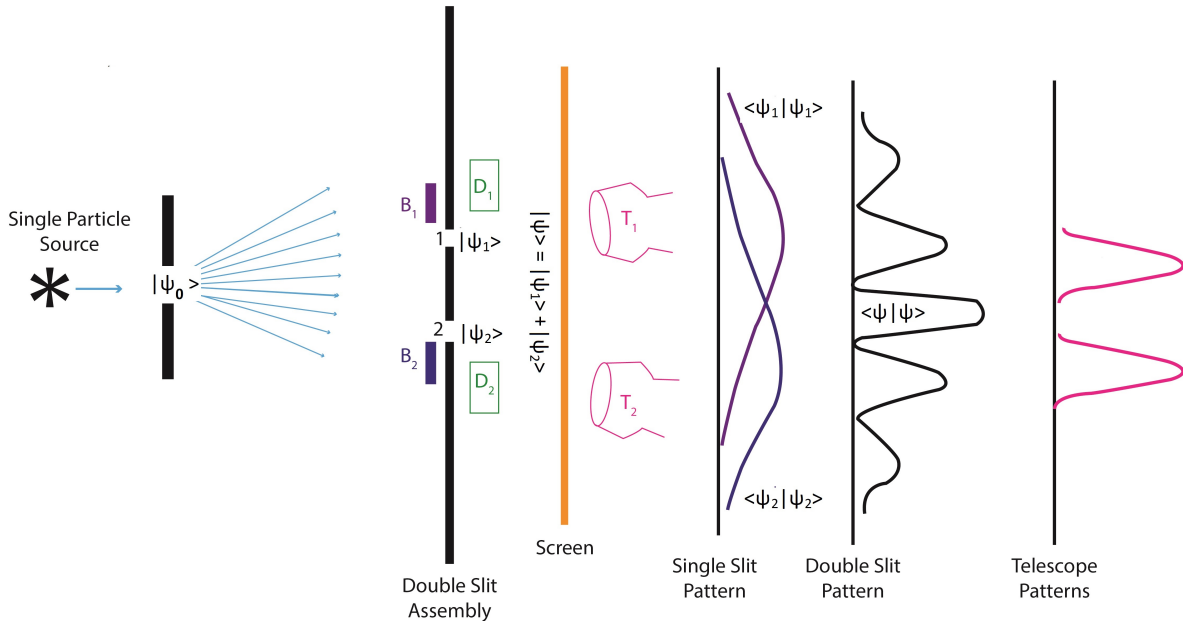 Single Particle
Source
|ψ₀ >
B₁
D₁
1 |ψ₁>
2 |ψ₂>
B₂
D₂
Double Slit
Assembly
|ψ> = |ψ₁> + |ψ₂>
Screen
T₁
T₂
<ψ₁|ψ₁>
<ψ₂|ψ₂>
Single Slit
Pattern
<ψ|ψ>
Double Slit
Pattern
Telescope
Patterns